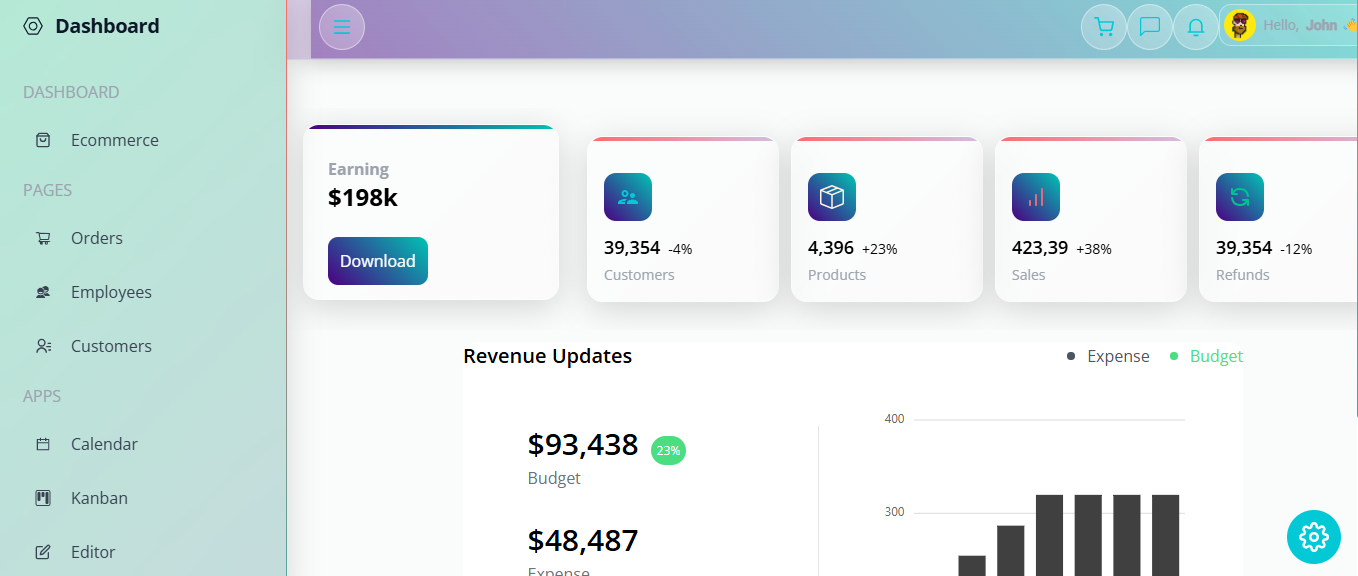 Dashboard
Hello, John
DASHBOARD
Ecommerce
PAGES
Orders
Employees
Customers
APPS
Calendar
Kanban
Editor
Earning
$198k
Download
39,354 -4%
Customers
4,396 +23%
Products
423,39 +38%
Sales
39,354 -12%
Refunds
Revenue Updates
Expense
Budget
$93,438 23%
Budget
$48,487
Expense
400
300